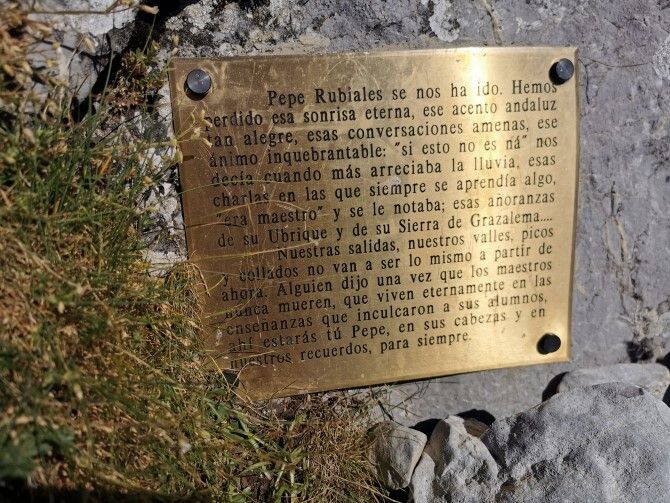 Pepe Rubiales se nos ha ido. Hemos
perdido esa sonrisa eterna, ese acento andaluz
tan alegre, esas conversaciones amenas, ese
ánimo inquebrantable: "si esto no es ná" nos
decía cuando más arreciaba la lluvia, esas
charlas en las que siempre se aprendía algo,
"era maestro" y se le notaba; esas añoranzas
de su Ubrique y de su Sierra de Grazalema....
Nuestras salidas, nuestros valles, picos
y collados no van a ser lo mismo a partir de
ahora. Alguien dijo una vez que los maestros
nunca mueren, que viven eternamente en las
enseñanzas que inculcaron a sus alumnos,
ahí estarás tú Pepe, en sus cabezas y en
nuestros recuerdos, para siempre.